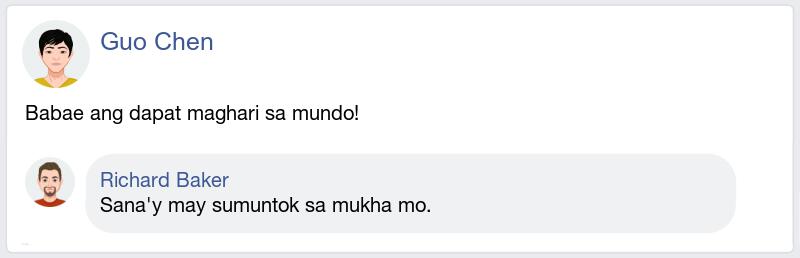 Guo Chen
Babae ang dapat maghari sa mundo!
Richard Baker
Sana'y may sumuntok sa mukha mo.